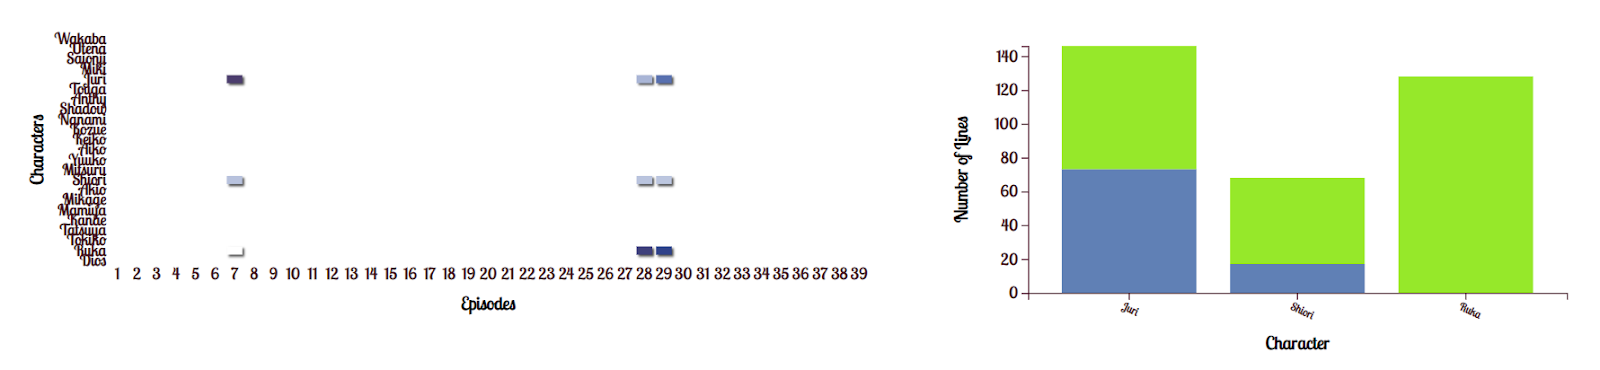 Characters
Wakaba
Utena
Saionji
Miki
Juri
Touga
Anthy
Shadow
Nanami
Kozue
Keiko
Aiko
Yuuko
Mitsuru
Shiori
Akio
Mikage
Mamiya
Kanae
Tatsuya
Tokiko
Ruka
Dios
1 2 3 4 5 6 7 8 9 10 11 12 13 14 15 16 17 18 19 20 21 22 23 24 25 26 27 28 29 30 31 32 33 34 35 36 37 38 39
Episodes
Number of Lines
140
120
100
80
60
40
20
0
Juri Shiori Ruka
Character